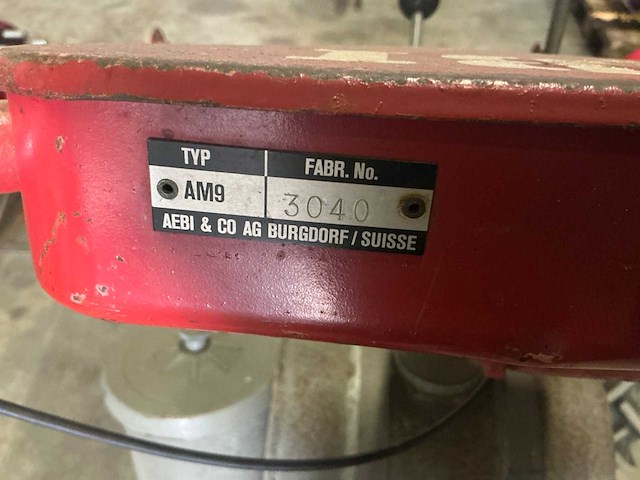 TYP FABR. No.
AM9 3040
AEBI & CO AG BURGDORF / SUISSE